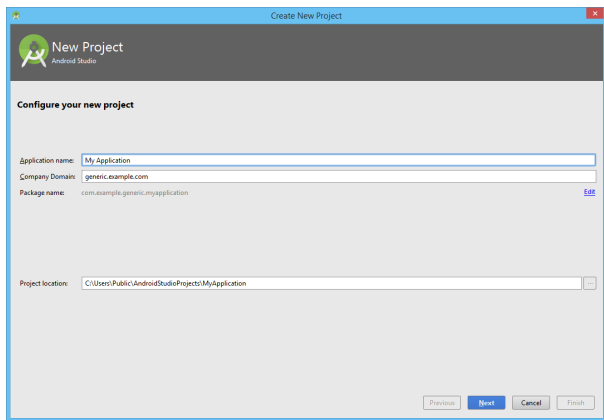 Create New Project
New Project
Android Studio
Configure your new project
Application name: My Application
Company Domain: generic.example.com
Package name: com.example.generic.myapplication Edit
Project location: C:\Users\Public\AndroidStudioProjects\MyApplication ...
Previous Next Cancel Finish